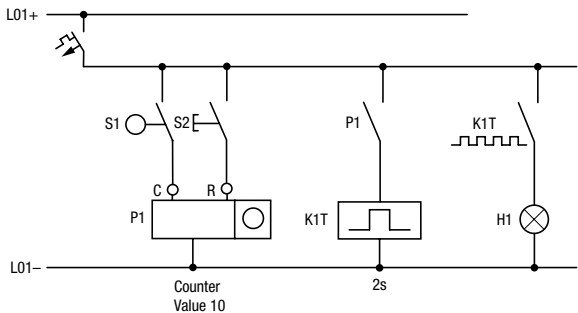 L01+
S1
S2
P1
K1T
C
R
P1
K1T
H1
L01–
Counter
Value 10
2s